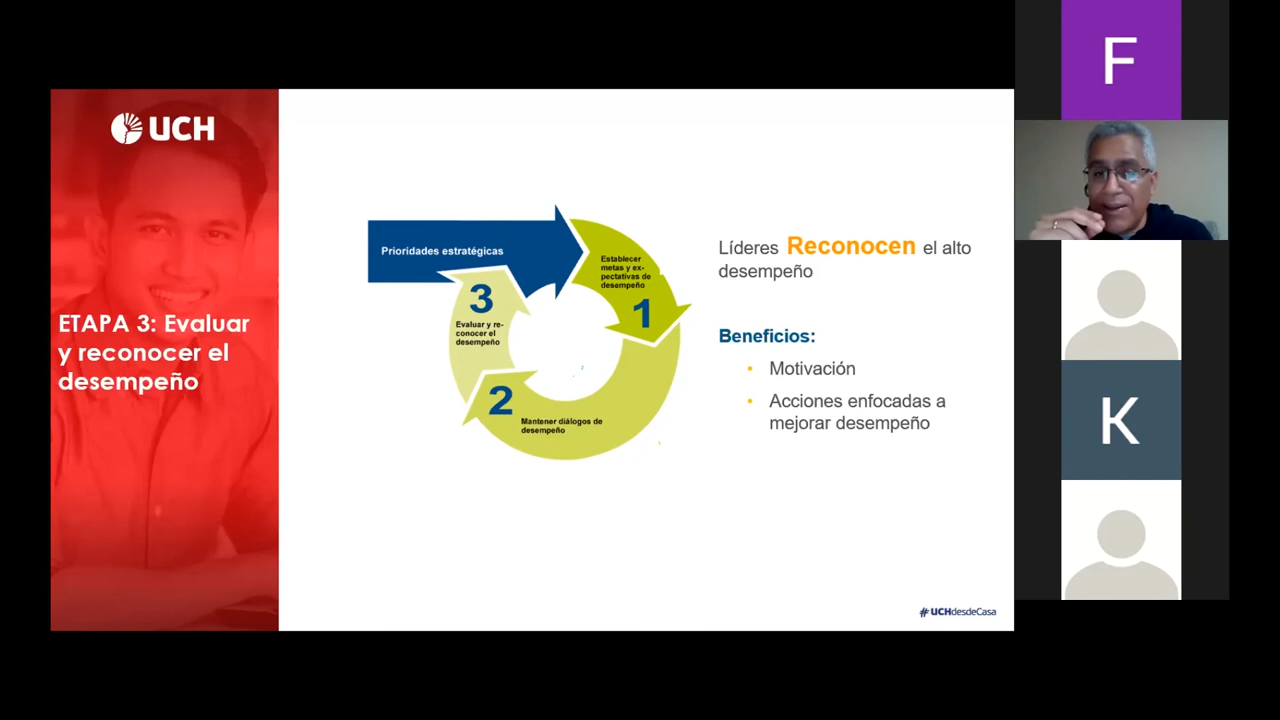 UCH
ETAPA 3: Evaluar
y reconocer el
desempeño
Prioridades estratégicas
Establecer
metas y ex-
pectativas de
desempeño
1
3
Evaluar y re-
conocer el
desempeño
2
Mantener diálogos de
desempeño
Líderes Reconocen el alto
desempeño
Beneficios:
• Motivación
• Acciones enfocadas a
mejorar desempeño
#UCHdesdeCasa
F
K